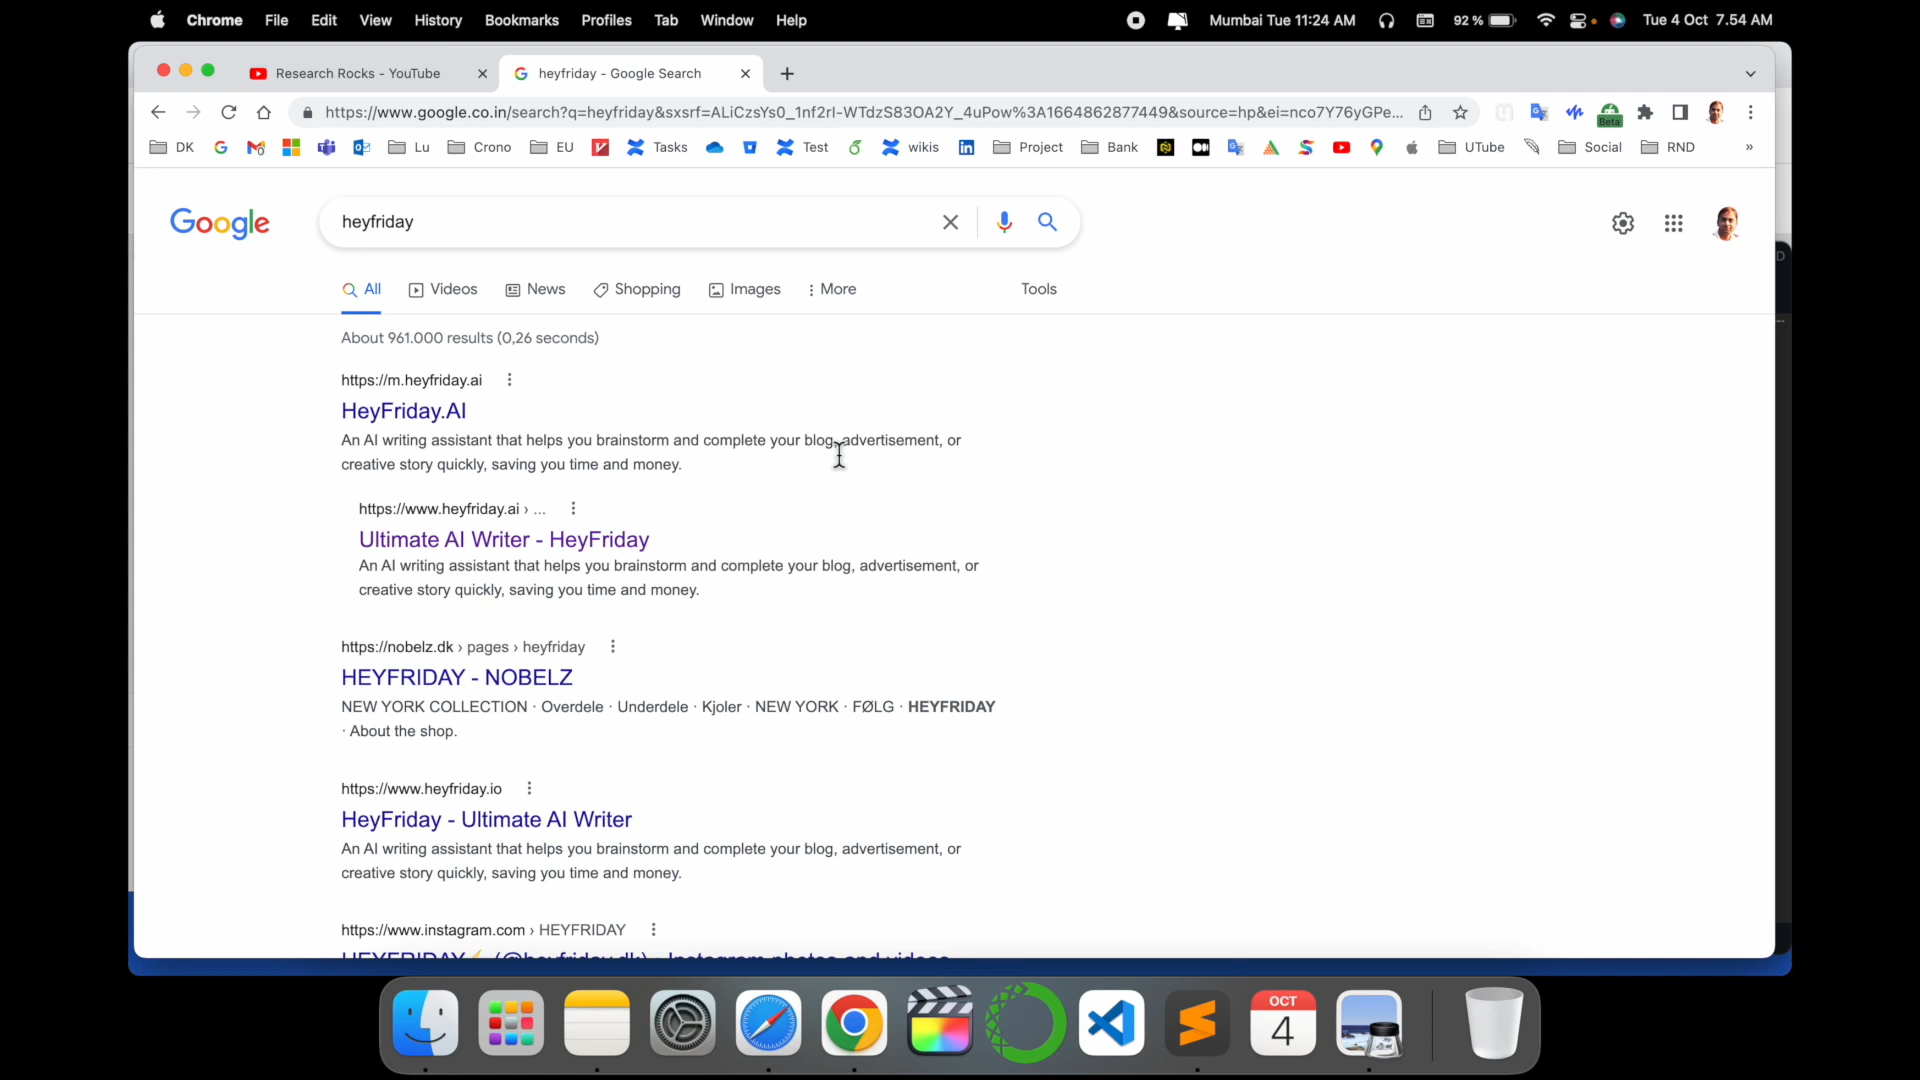 Chrome File Edit View History Bookmarks Profiles Tab Window Help Mumbai Tue 11:24 AM 92 % Tue 4 Oct 7.54 AM
Research Rocks - YouTube heyfriday - Google Search
https://www.google.co.in/search?q=heyfriday&sxsrf=ALiCzsYs0_1nf2rI-WTdzS83OA2Y_4uPow%3A1664862877449&source=hp&ei=nco7Y76yGPe... Beta
DK Lu Crono EU Tasks Test wikis Project Bank UTube Social RND »
Google heyfriday
All Videos News Shopping Images More Tools
About 961.000 results (0,26 seconds)
https://m.heyfriday.ai
HeyFriday.AI
An AI writing assistant that helps you brainstorm and complete your blog, advertisement, or
creative story quickly, saving you time and money.
https://www.heyfriday.ai › ...
Ultimate AI Writer - HeyFriday
An AI writing assistant that helps you brainstorm and complete your blog, advertisement, or
creative story quickly, saving you time and money.
https://nobelz.dk › pages › heyfriday
HEYFRIDAY - NOBELZ
NEW YORK COLLECTION · Overdele · Underdele · Kjoler · NEW YORK · FØLG · HEYFRIDAY
· About the shop.
https://www.heyfriday.io
HeyFriday - Ultimate AI Writer
An AI writing assistant that helps you brainstorm and complete your blog, advertisement, or
creative story quickly, saving you time and money.
https://www.instagram.com › HEYFRIDAY
HEYFRIDAY⚡ (@heyfriday.dk) • Instagram photos and videos
OCT
4